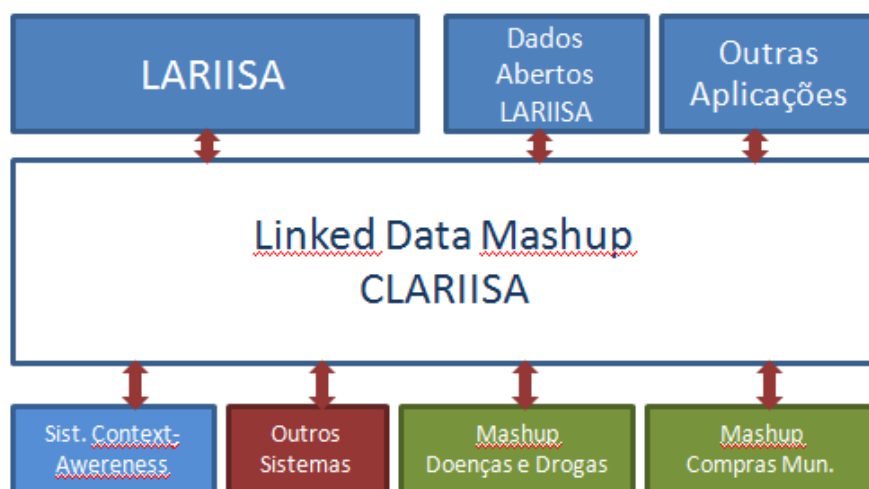 LARIISA
Dados
Abertos
LARIISA
Outras
Aplicações
Linked Data Mashup
CLARIISA
Sist. Context-
Awereness
Outros
Sistemas
Mashup
Doenças e Drogas
Mashup
Compras Mun.